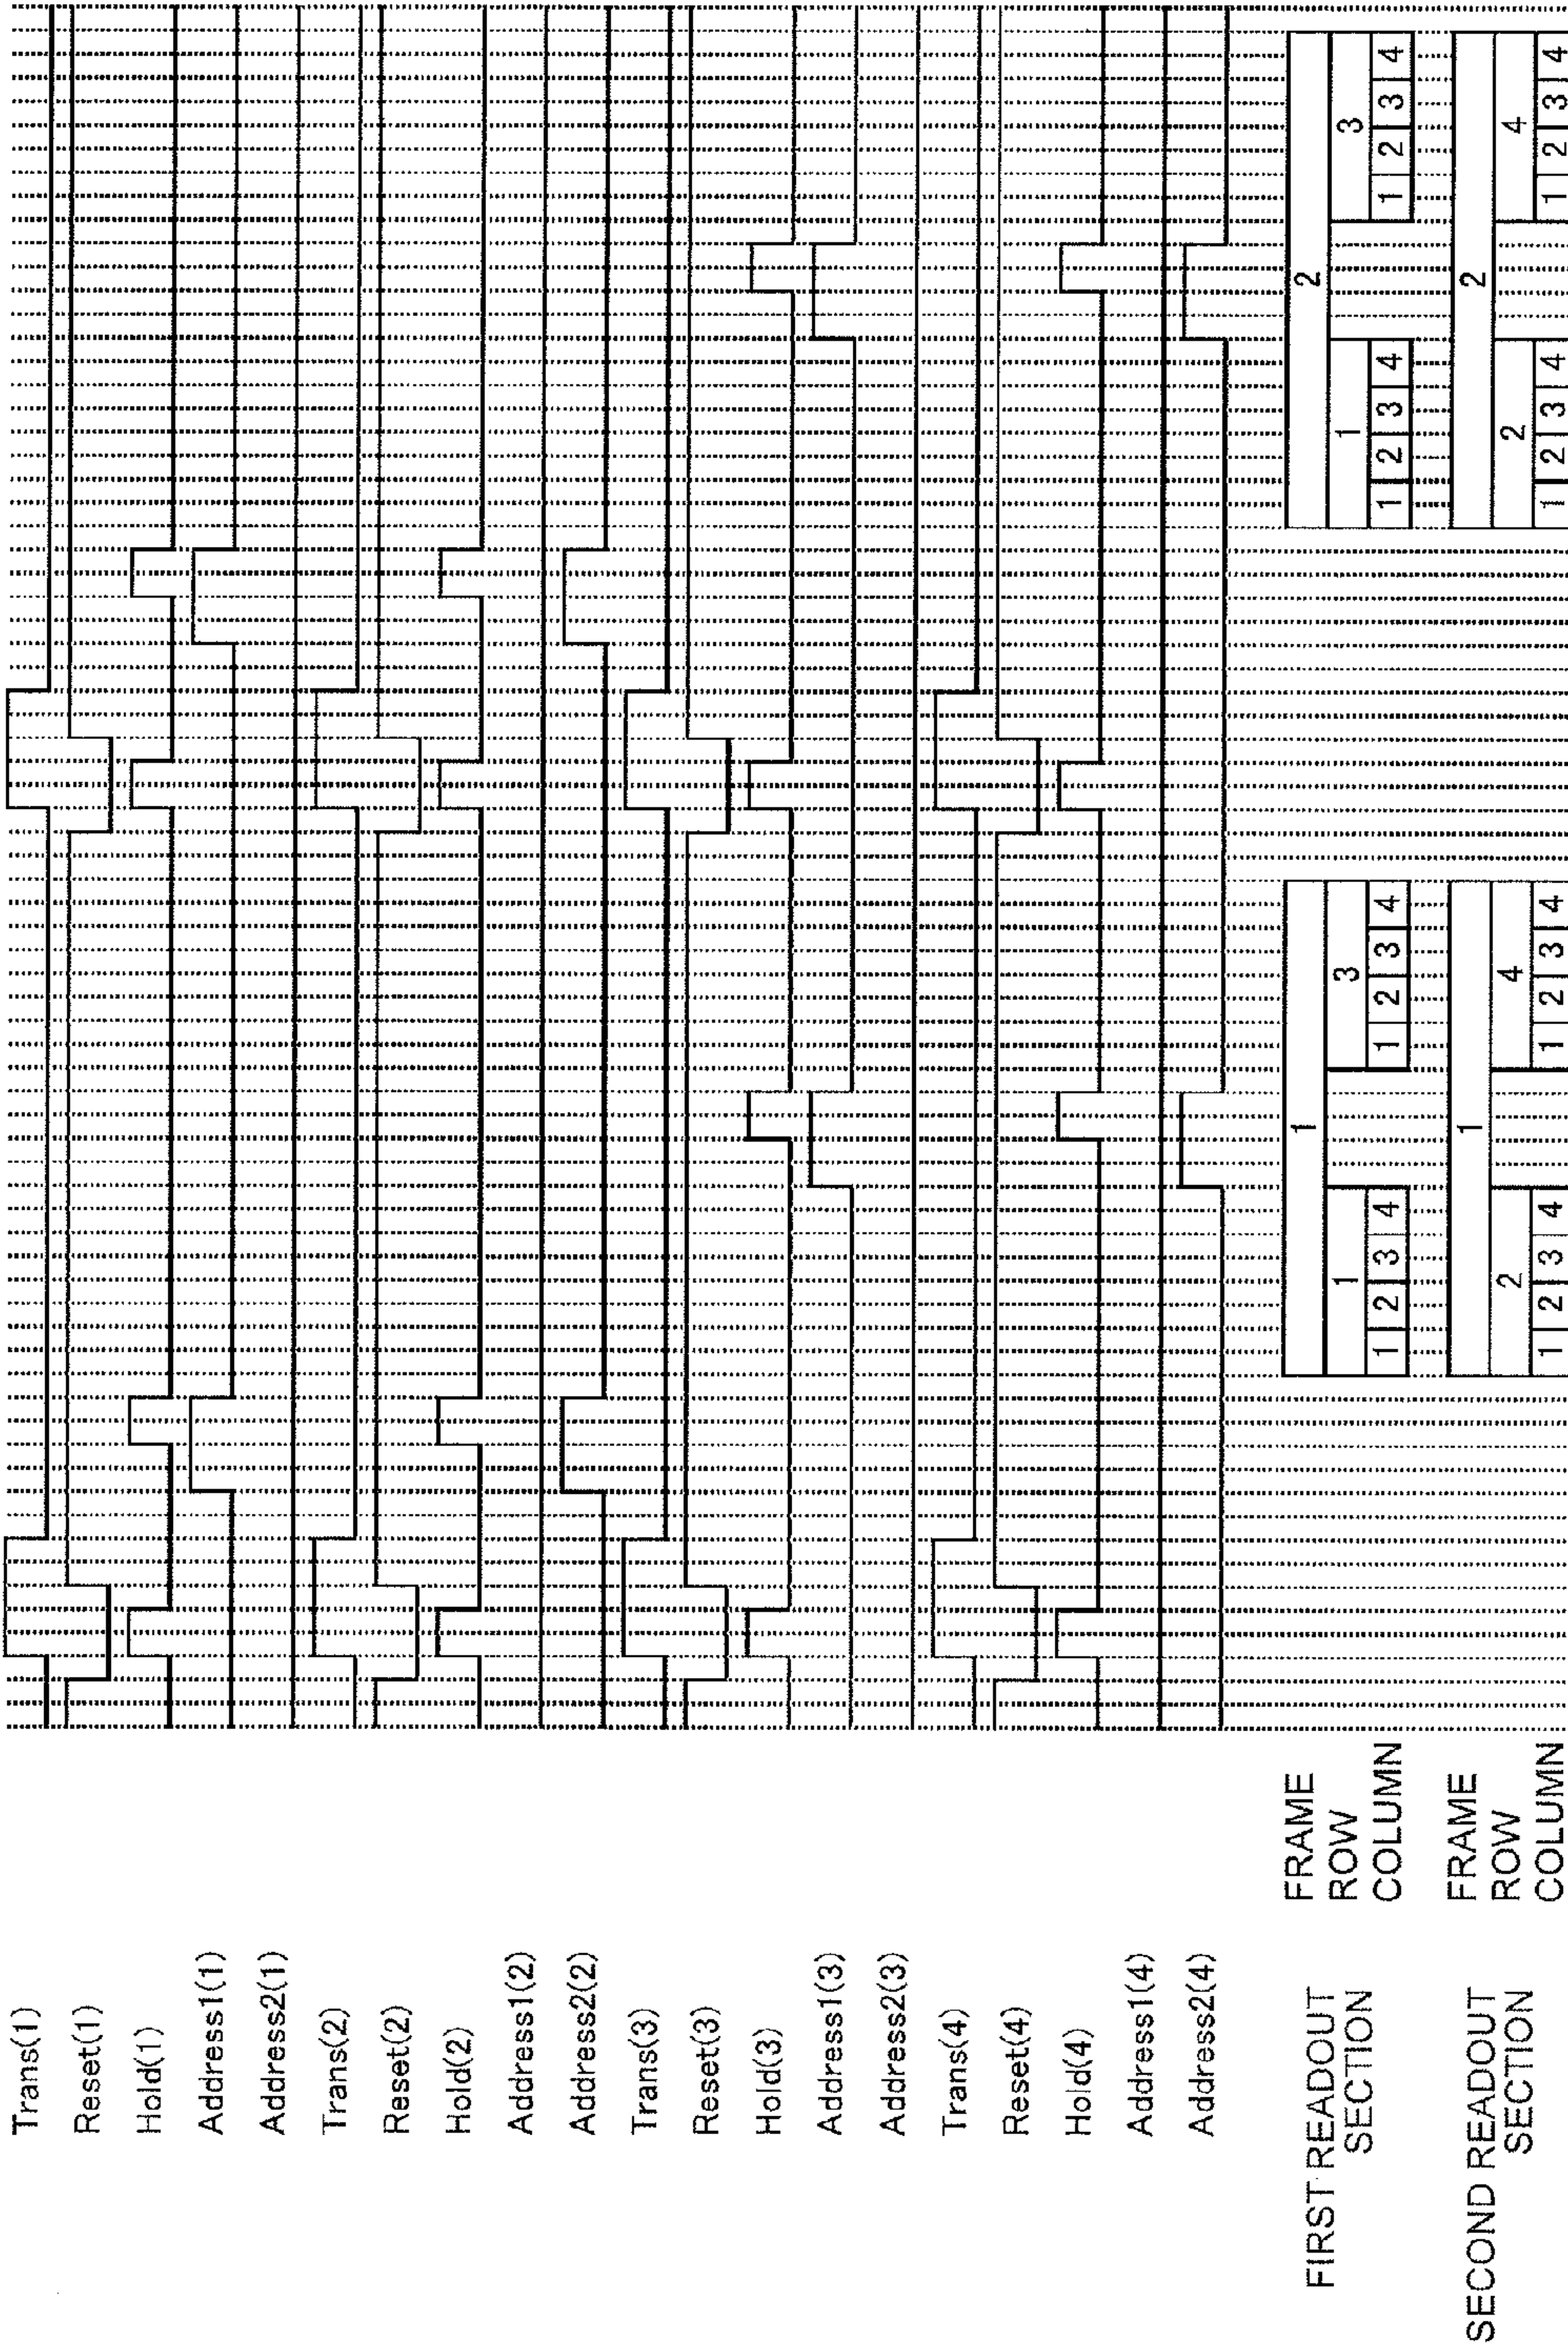 Trans(1)
Reset(1)
Hold(1)
Address1(1)
Address2(1)
Trans(2)
Reset(2)
Hold(2)
Address1(2)
Address2(2)
Trans(3)
Reset(3)
Hold(3)
Address1(3)
Address2(3)
Trans(4)
Reset(4)
Hold(4)
Address1(4)
Address2(4)
FIRST READOUT
SECTION
FRAME 1 2
ROW 1 3 1 3
COLUMN 1 2 3 4 1 2 3 4 1 2 3 4 1 2 3 4
SECOND READOUT
SECTION
FRAME 1 2
ROW 2 4 2 4
COLUMN 1 2 3 4 1 2 3 4 1 2 3 4 1 2 3 4